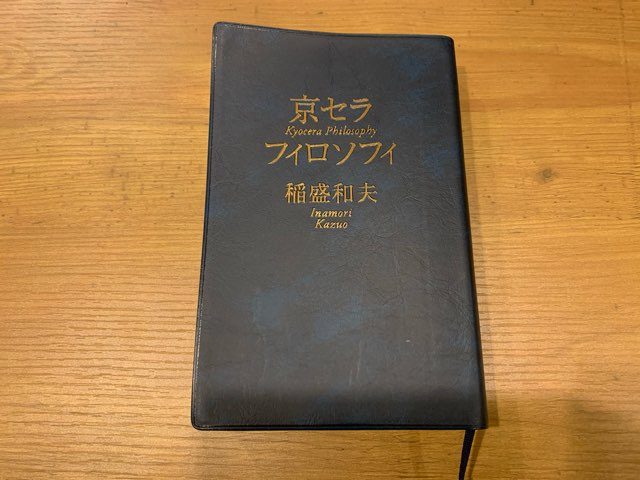 京セラ
Kyocera Philosophy
フィロソフィ
稲盛和夫
Inamori
Kazuo